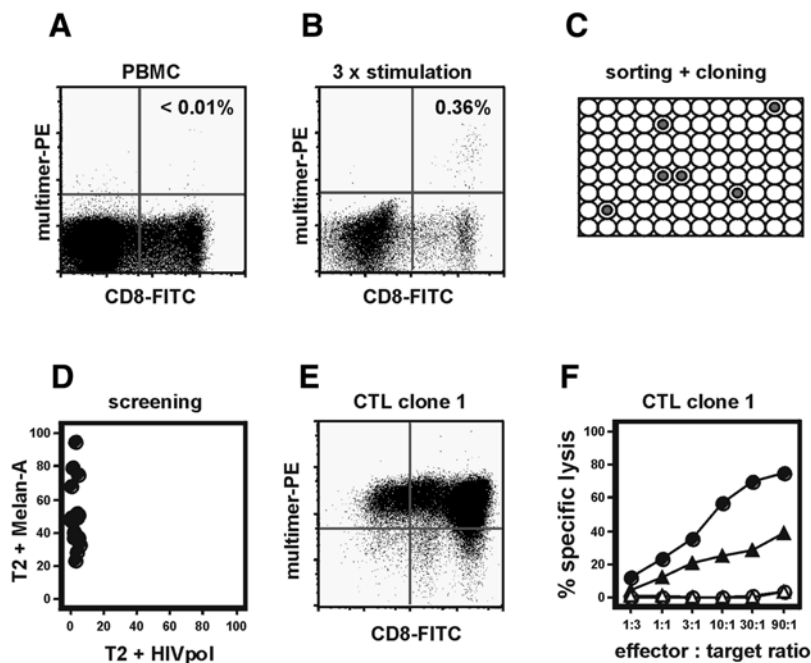 A
PBMC
< 0.01%
multimer-PE
CD8-FITC
B
3 x stimulation
0.36%
multimer-PE
CD8-FITC
C
sorting + cloning
D
screening
100
80
60
40
20
0
T2 + Melan-A
0 20 40 60 80 100
T2 + HIVpol
E
CTL clone 1
multimer-PE
CD8-FITC
F
CTL clone 1
100
80
60
40
20
0
% specific lysis
1:3 1:1 3:1 10:1 30:1 90:1
effector : target ratio